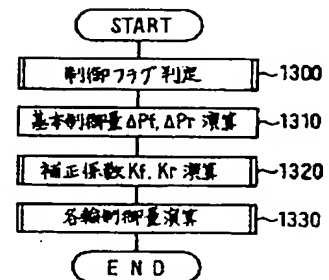 START
制御フラグ判定 ~1300
基本制御量ΔPf, ΔPr 演算 ~1310
補正係数Kf, Kr 演算 ~1320
各輪制御量演算 ~1330
END